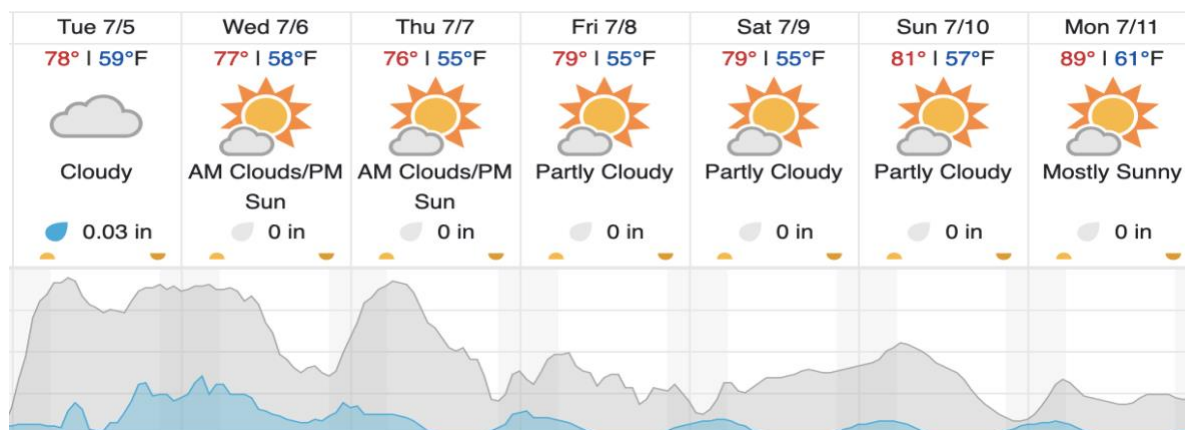 Tue 7/5 Wed 7/6 Thu 7/7 Fri 7/8 Sat 7/9 Sun 7/10 Mon 7/11
78° | 59°F 77° | 58°F 76° | 55°F 79° | 55°F 79° | 55°F 81° | 57°F 89° | 61°F
Cloudy AM Clouds/PM AM Clouds/PM Partly Cloudy Partly Cloudy Partly Cloudy Mostly Sunny
Sun Sun
0.03 in 0 in 0 in 0 in 0 in 0 in 0 in